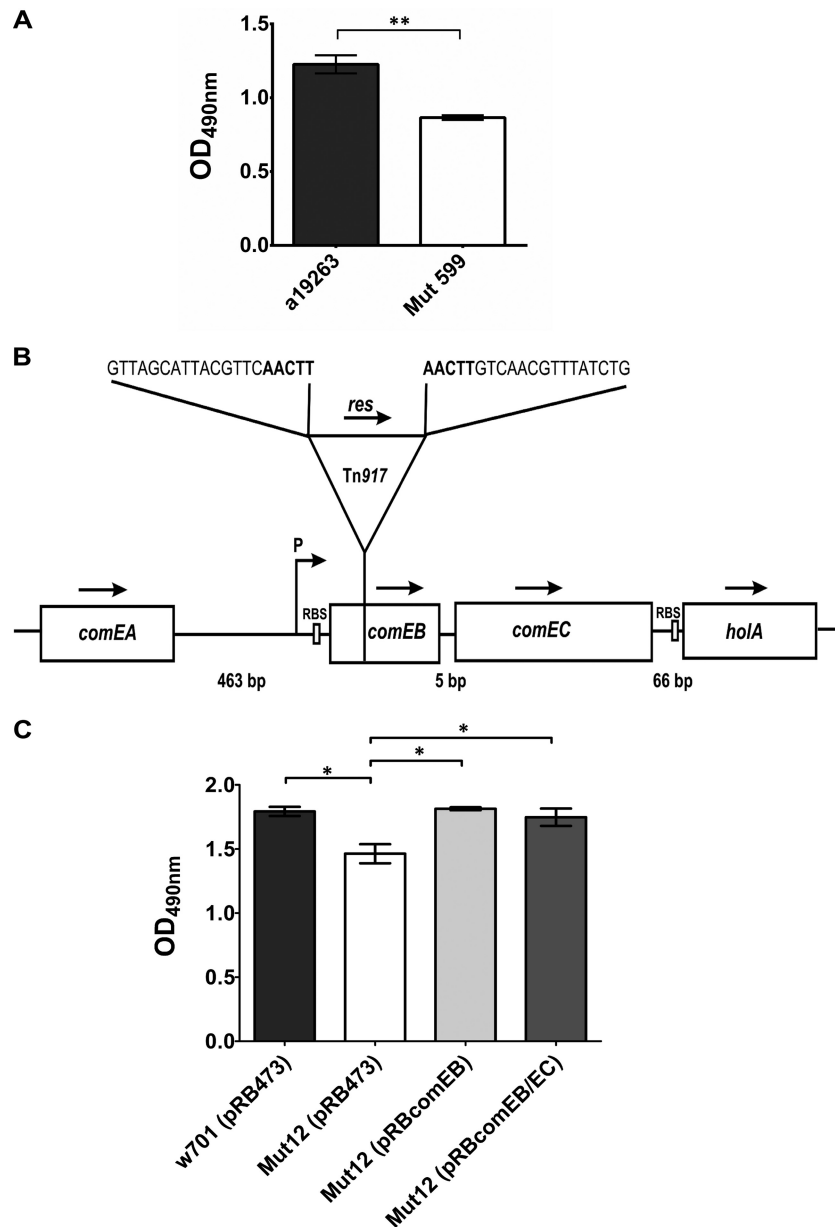 A
**
1.5
1.0
0.5
0.0
OD490nm
a19263
Mut 599
B
GTTAGCATTACGTTCAACTT
AACTTGTCAACGTTTATCTG
res
Tn917
P
RBS
RBS
comEA
comEB
comEC
holA
463 bp
5 bp
66 bp
C
*
*
*
2.0
1.5
1.0
0.5
0.0
OD490nm
w701 (pRB473)
Mut12 (pRB473)
Mut12 (pRBcomEB)
Mut12 (pRBcomEB/EC)